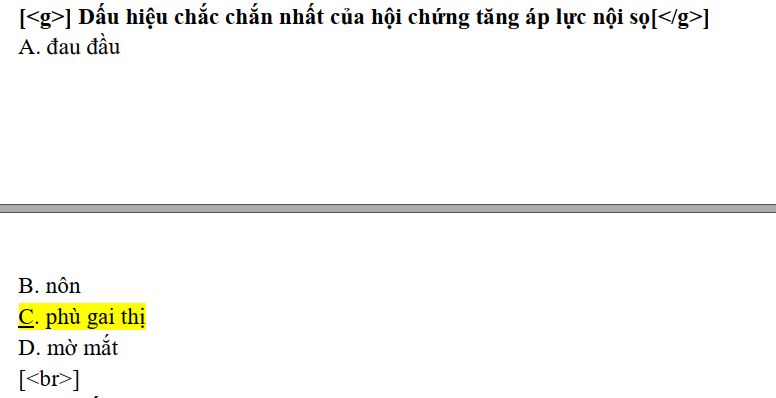 [<g>] Dấu hiệu chắc chắn nhất của hội chứng tăng áp lực nội sọ[</g>]
A. đau đầu
B. nôn
C. phù gai thị
D. mờ mắt
[<br>]